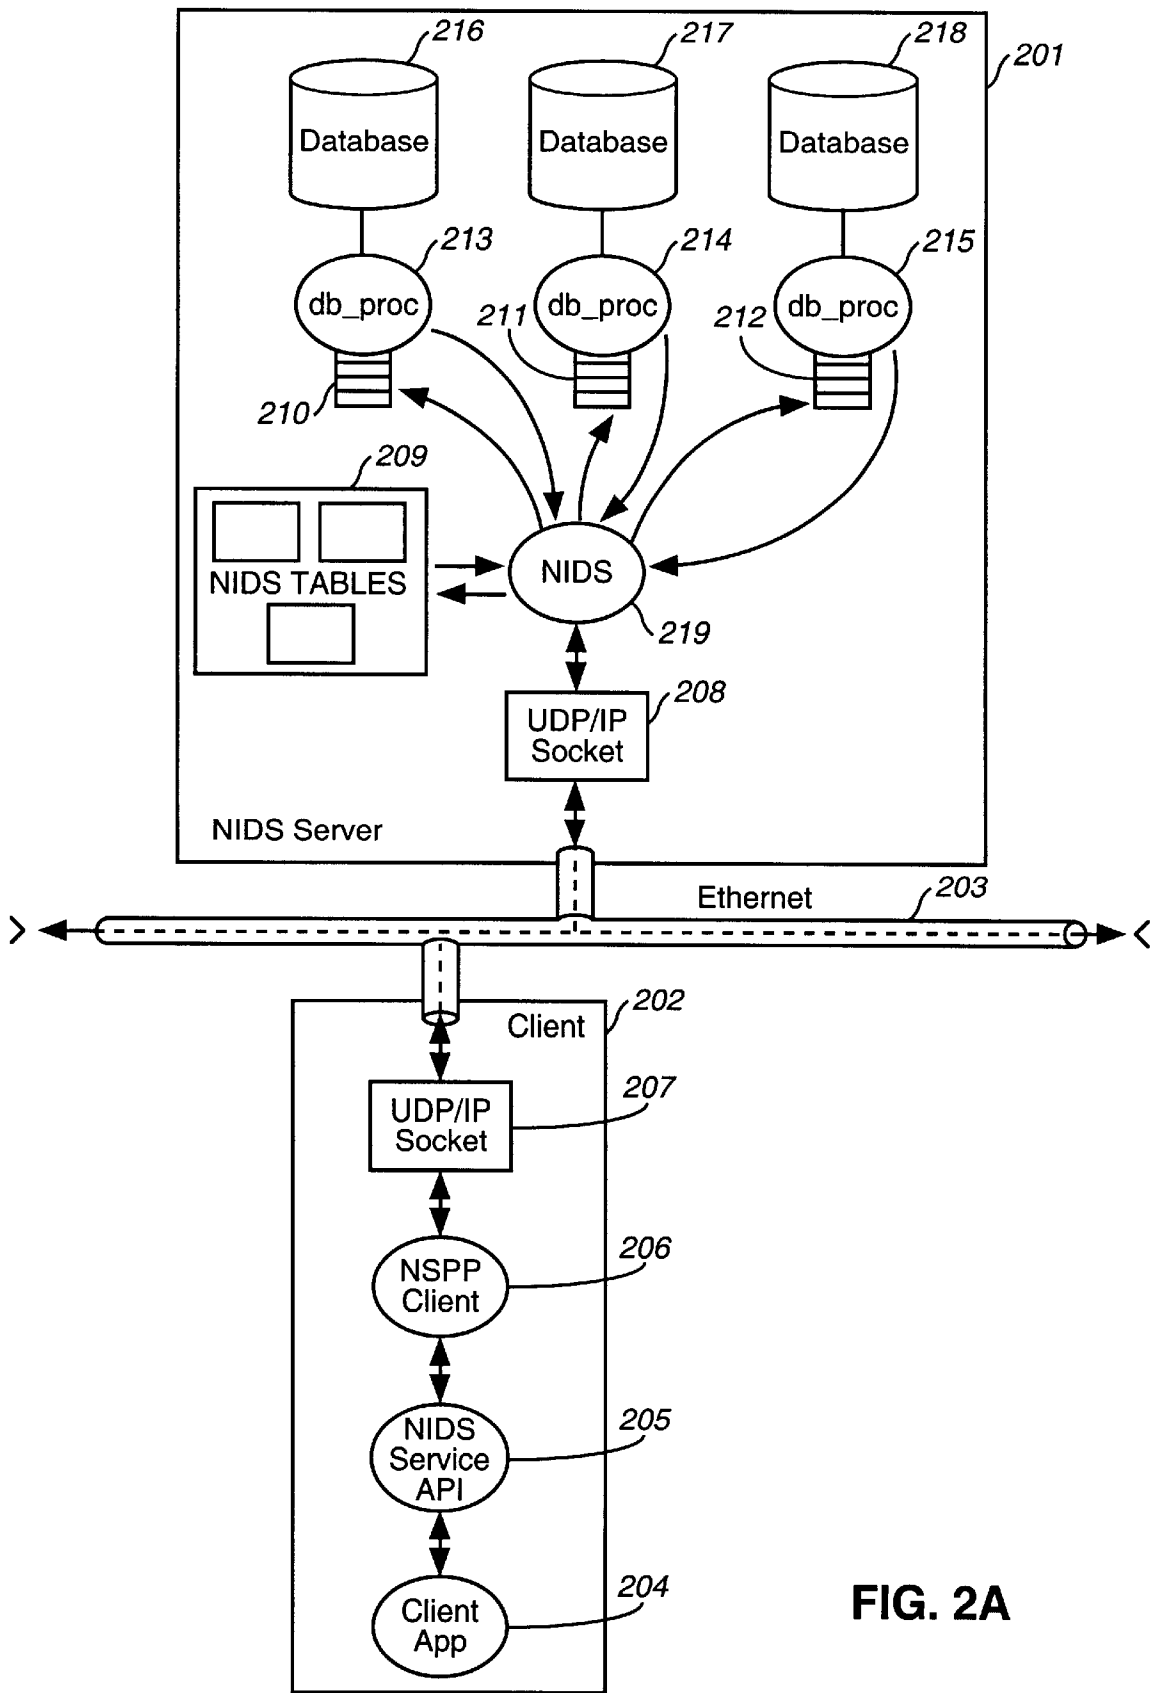 216
217
218
201
Database
Database
Database
213
214
215
db_proc
db_proc
db_proc
211
212
210
209
NIDS TABLES
NIDS
219
208
UDP/IP
Socket
NIDS Server
Ethernet
203
202
Client
207
UDP/IP
Socket
206
NSPP
Client
205
NIDS
Service
API
204
Client
App
FIG. 2A